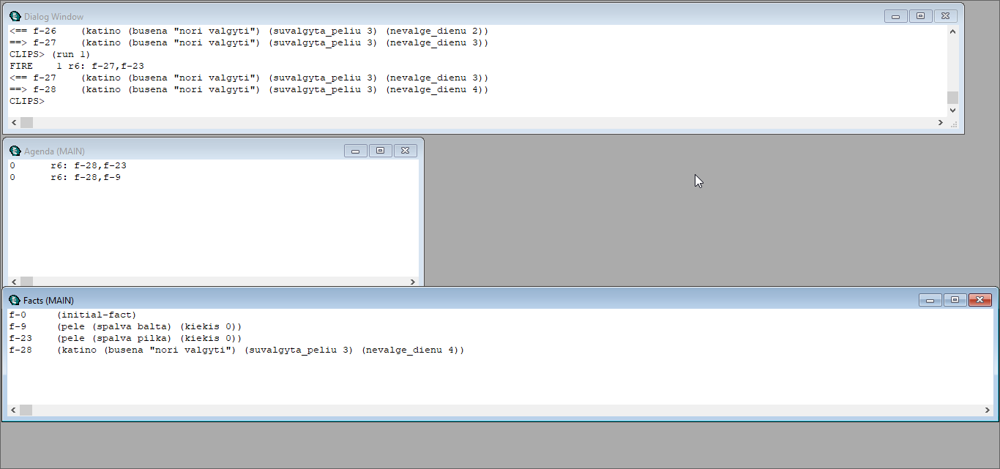 Dialog Window
<== f-26    (katino (busena "nori valgyti") (suvalgyta_peliu 3) (nevalge_dienu 2))
==> f-27    (katino (busena "nori valgyti") (suvalgyta_peliu 3) (nevalge_dienu 3))
CLIPS> (run 1)
FIRE    1 r6: f-27,f-23
<== f-27    (katino (busena "nori valgyti") (suvalgyta_peliu 3) (nevalge_dienu 3))
==> f-28    (katino (busena "nori valgyti") (suvalgyta_peliu 3) (nevalge_dienu 4))
CLIPS>
Agenda (MAIN)
0      r6: f-28,f-23
0      r6: f-28,f-9
Facts (MAIN)
f-0     (initial-fact)
f-9     (pele (spalva balta) (kiekis 0))
f-23    (pele (spalva pilka) (kiekis 0))
f-28    (katino (busena "nori valgyti") (suvalgyta_peliu 3) (nevalge_dienu 4))